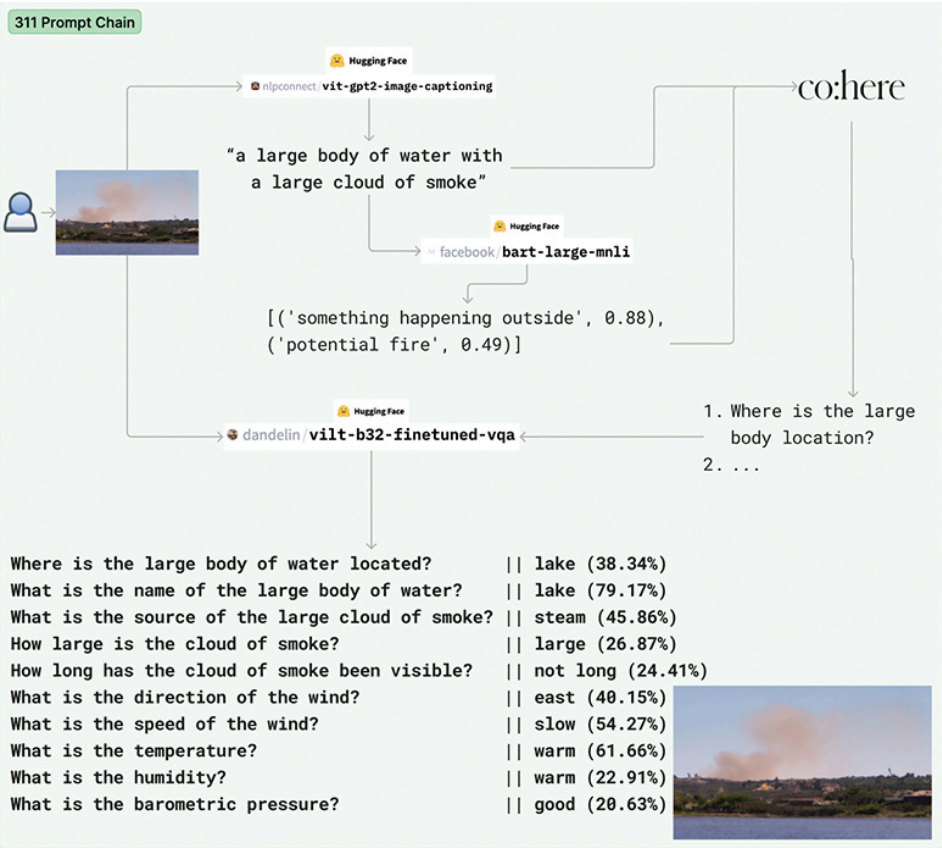 311 Prompt Chain
Hugging Face
nlpconnect/vit-gpt2-image-captioning
co:here
“a large body of water with
a large cloud of smoke”
Hugging Face
facebook/bart-large-mnli
[('something happening outside', 0.88),
('potential fire', 0.49)]
Hugging Face
dandelin/vilt-b32-finetuned-vqa
1. Where is the large
body location?
2. ...
Where is the large body of water located? || lake (38.34%)
What is the name of the large body of water? || lake (79.17%)
What is the source of the large cloud of smoke? || steam (45.86%)
How large is the cloud of smoke? || large (26.87%)
How long has the cloud of smoke been visible? || not long (24.41%)
What is the direction of the wind? || east (40.15%)
What is the speed of the wind? || slow (54.27%)
What is the temperature? || warm (61.66%)
What is the humidity? || warm (22.91%)
What is the barometric pressure? || good (20.63%)